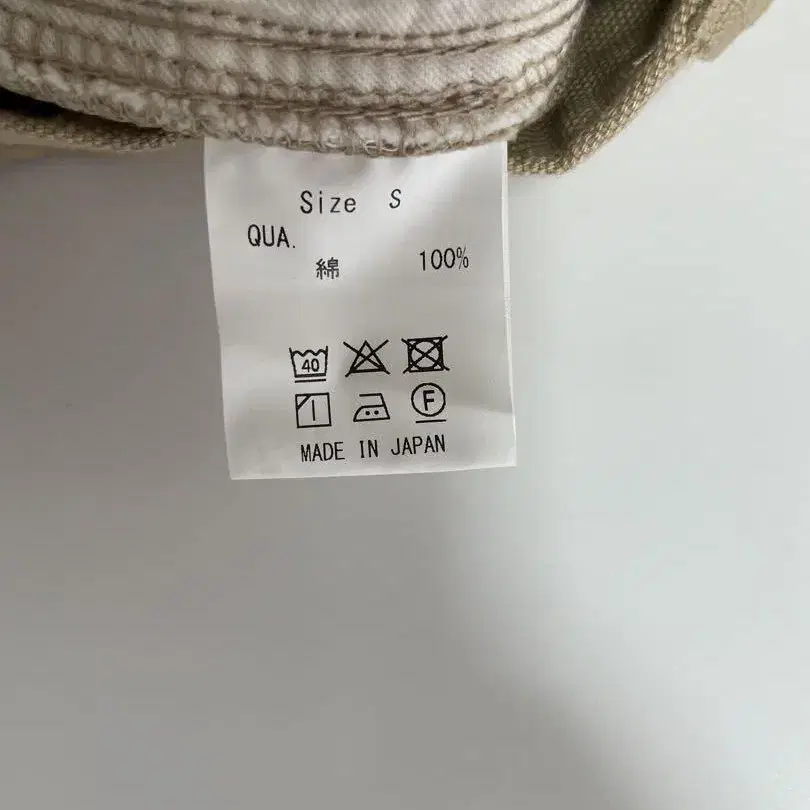 Size S
QUA.
綿 100%
40
F
MADE IN JAPAN